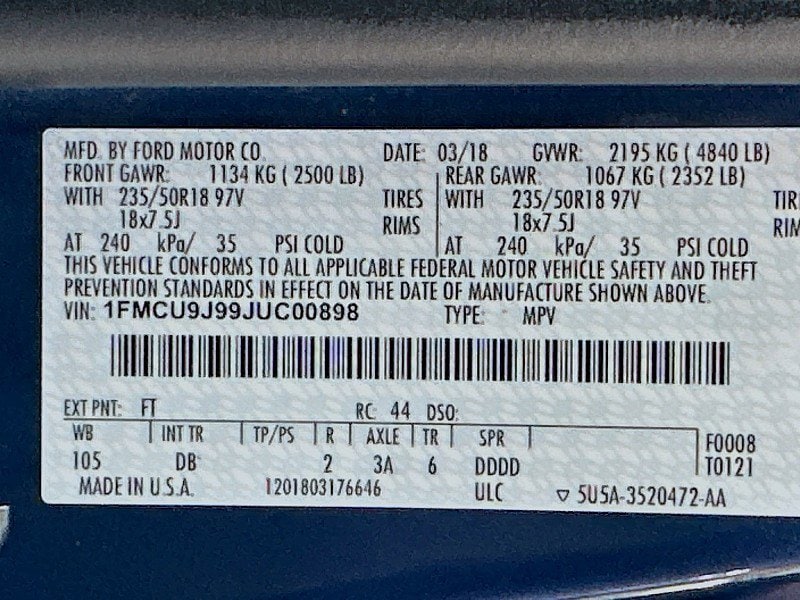 MFD. BY FORD MOTOR CO. DATE: 03/18 GVWR: 2195 KG ( 4840 LB)
FRONT GAWR: 1134 KG ( 2500 LB) REAR GAWR: 1067 KG ( 2352 LB)
WITH 235/50R18 97V TIRES WITH 235/50R18 97V TIR
18x7.5J RIMS 18x7.5J RIM
AT 240 kPa/ 35 PSI COLD AT 240 kPa/ 35 PSI COLD
THIS VEHICLE CONFORMS TO ALL APPLICABLE FEDERAL MOTOR VEHICLE SAFETY AND THEFT
PREVENTION STANDARDS IN EFFECT ON THE DATE OF MANUFACTURE SHOWN ABOVE.
VIN: 1FMCU9J99JUC00898 TYPE: MPV
EXT PNT: FT RC: 44 DSO:
WB INT TR TP/PS R AXLE TR SPR F0008
105 DB 2 3A 6 DDDD T0121
MADE IN U.S.A. 1201803176646 ULC ▽ 5U5A-3520472-AA